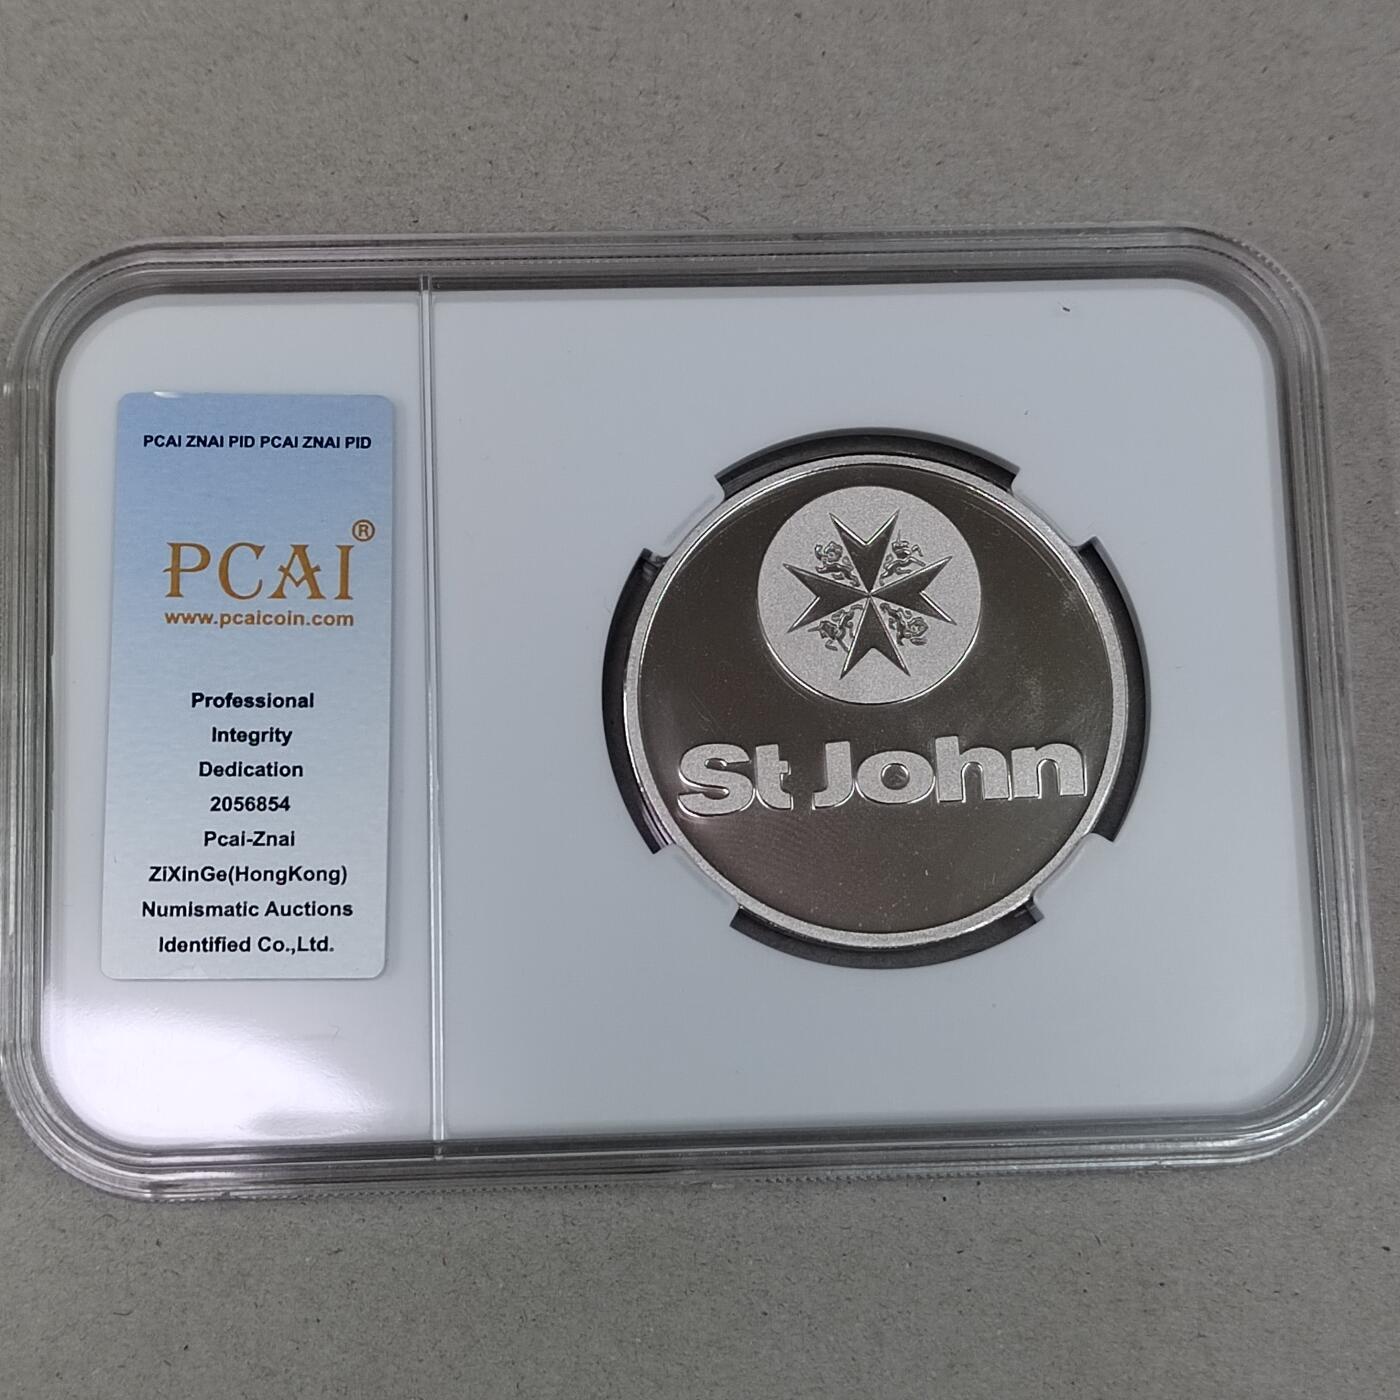 PCAI ZNAI PID PCAI ZNAI PID
PCAI®
www.pcaicoin.com
Professional
Integrity
Dedication
2056854
Pcai-Znai
ZiXinGe(HongKong)
Numismatic Auctions
Identified Co.,Ltd.
St John